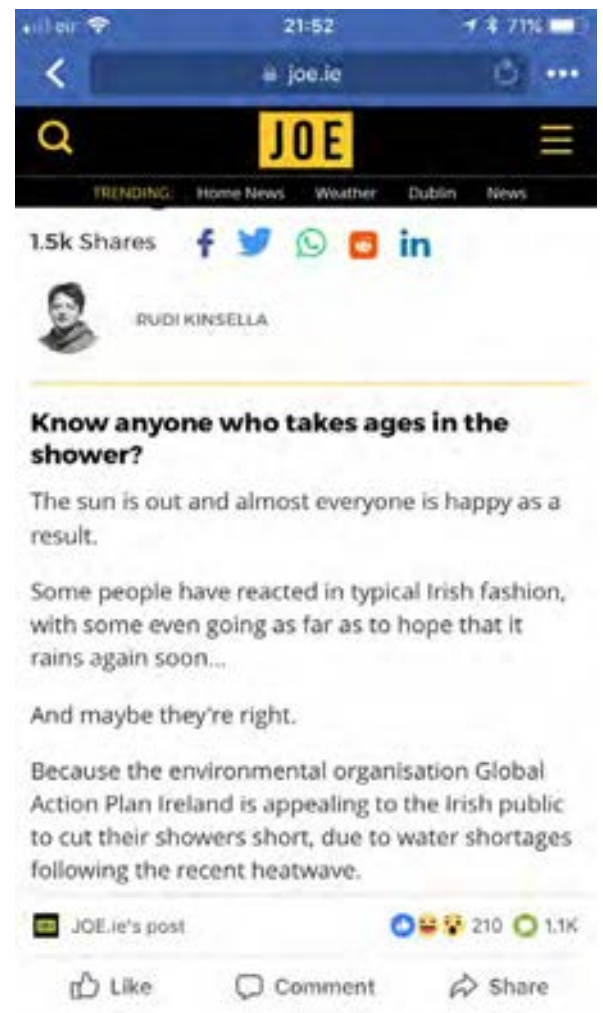 eir 21:52 71%
joe.ie
JOE
TRENDING: Home News Weather Dublin News
1.5k Shares
RUDI KINSELLA
Know anyone who takes ages in the
shower?
The sun is out and almost everyone is happy as a
result.
Some people have reacted in typical Irish fashion,
with some even going as far as to hope that it
rains again soon...
And maybe they're right.
Because the environmental organisation Global
Action Plan Ireland is appealing to the Irish public
to cut their showers short, due to water shortages
following the recent heatwave.
JOE.ie's post 210 1.1K
Like Comment Share